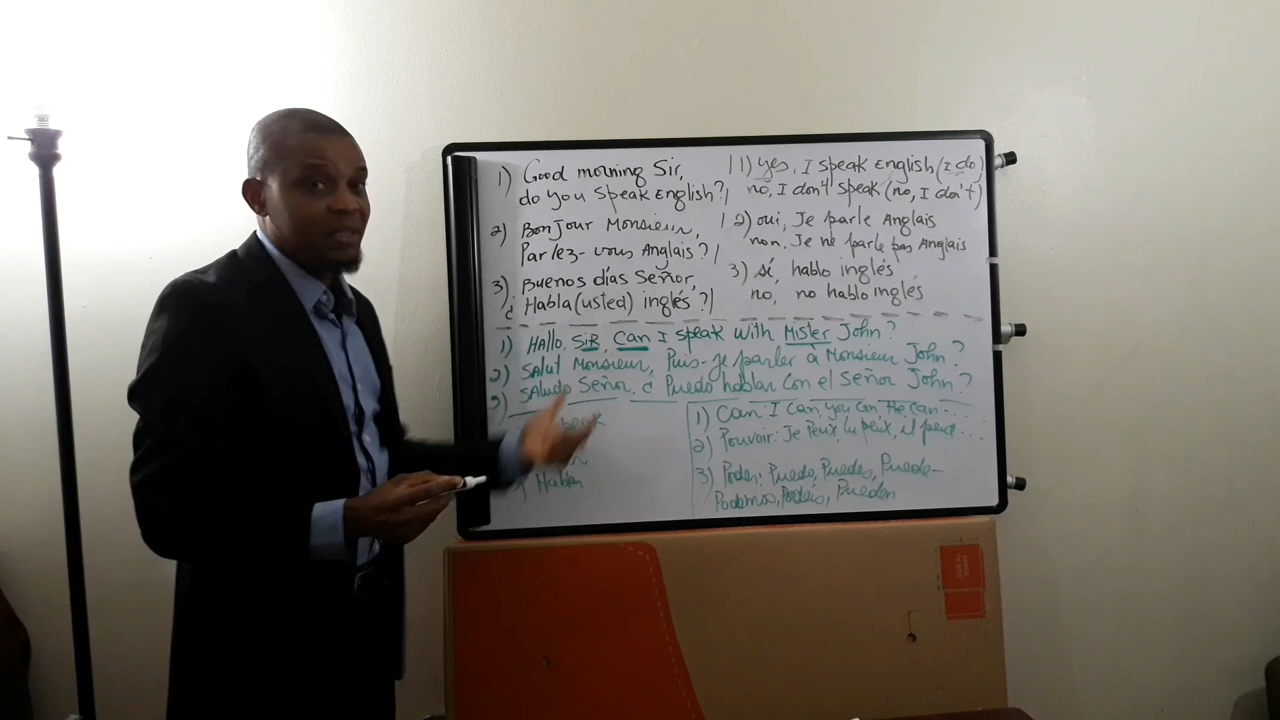 1) Good morning Sir,
do you Speak English?/
2) BonJour Monsieur,
Parlez-vous Anglais?/
3) Buenos días Señor,
¿ Habla (usted) inglés?/
1) yes, I speak English (I do)
no, I don't speak (no, I don't)
2) oui, Je parle Anglais
non, Je ne parle pas Anglais
3) sí, hablo inglés
no, no hablo inglés
1) HAllo, SiR, Can I speak with Mister John?
2) SAlut Monsieur, Puis-je parler à Monsieur John?
3) SAludo Señor, ¿ Puedo hablar Con el Señor John?
Hablar
1) Can: I Can, you Can, He Can...
2) Pouvoir: Je Peux, tu peux, il peut...
3) Poder: Puedo, Puedes, Puede-
Podemos, Podeis, Pueden